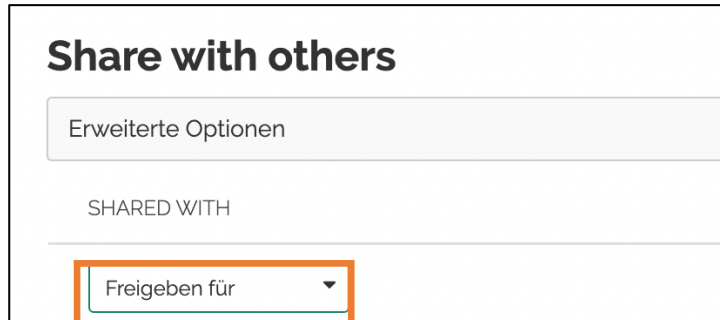 Share with others
Erweiterte Optionen
SHARED WITH
Freigeben für